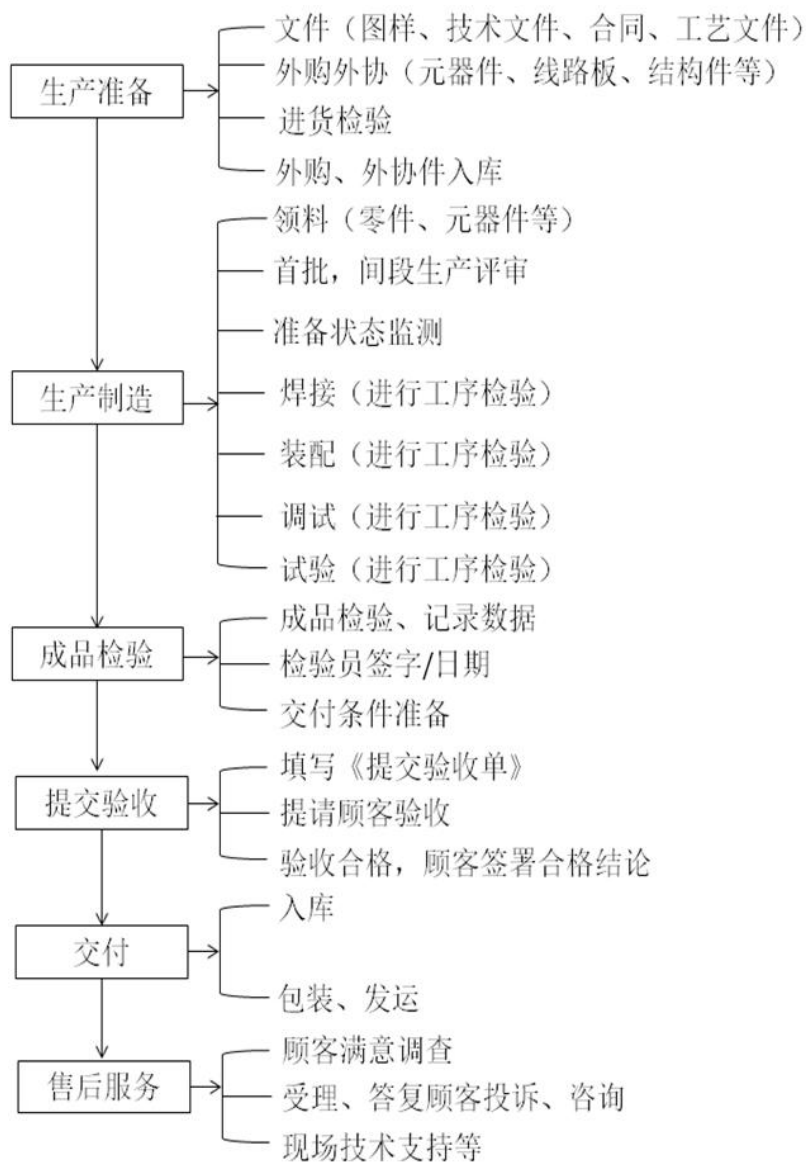 生产准备
文件（图样、技术文件、合同、工艺文件）
外购外协（元器件、线路板、结构件等）
进货检验
外购、外协件入库
生产制造
领料（零件、元器件等）
首批，间段生产评审
准备状态监测
焊接（进行工序检验）
装配（进行工序检验）
调试（进行工序检验）
试验（进行工序检验）
成品检验
成品检验、记录数据
检验员签字/日期
交付条件准备
提交验收
填写《提交验收单》
提请顾客验收
验收合格，顾客签署合格结论
交付
入库
包装、发运
售后服务
顾客满意调查
受理、答复顾客投诉、咨询
现场技术支持等